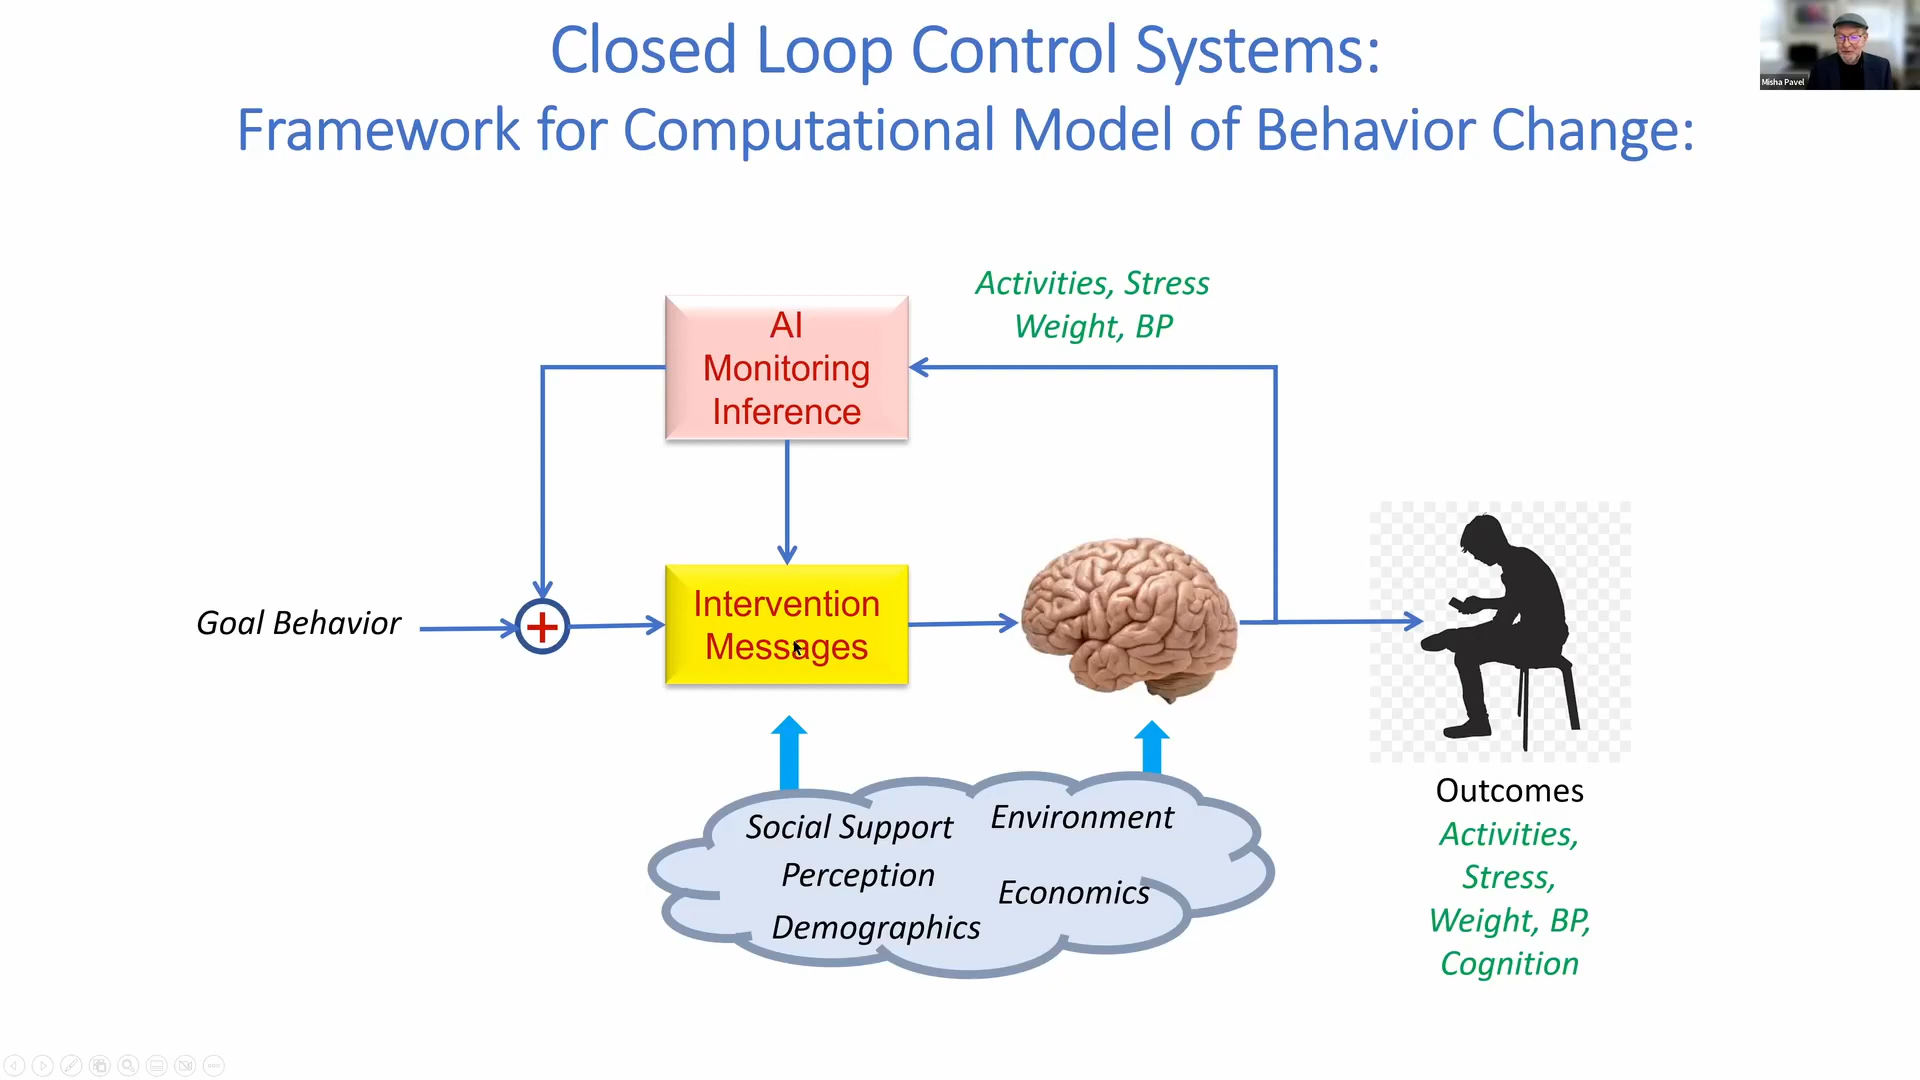 Closed Loop Control Systems:
Framework for Computational Model of Behavior Change:
Misha Pavel
Activities, Stress
Weight, BP
AI
Monitoring
Inference
Goal Behavior
+
Intervention
Messages
Social Support
Environment
Perception
Economics
Demographics
Outcomes
Activities,
Stress,
Weight, BP,
Cognition